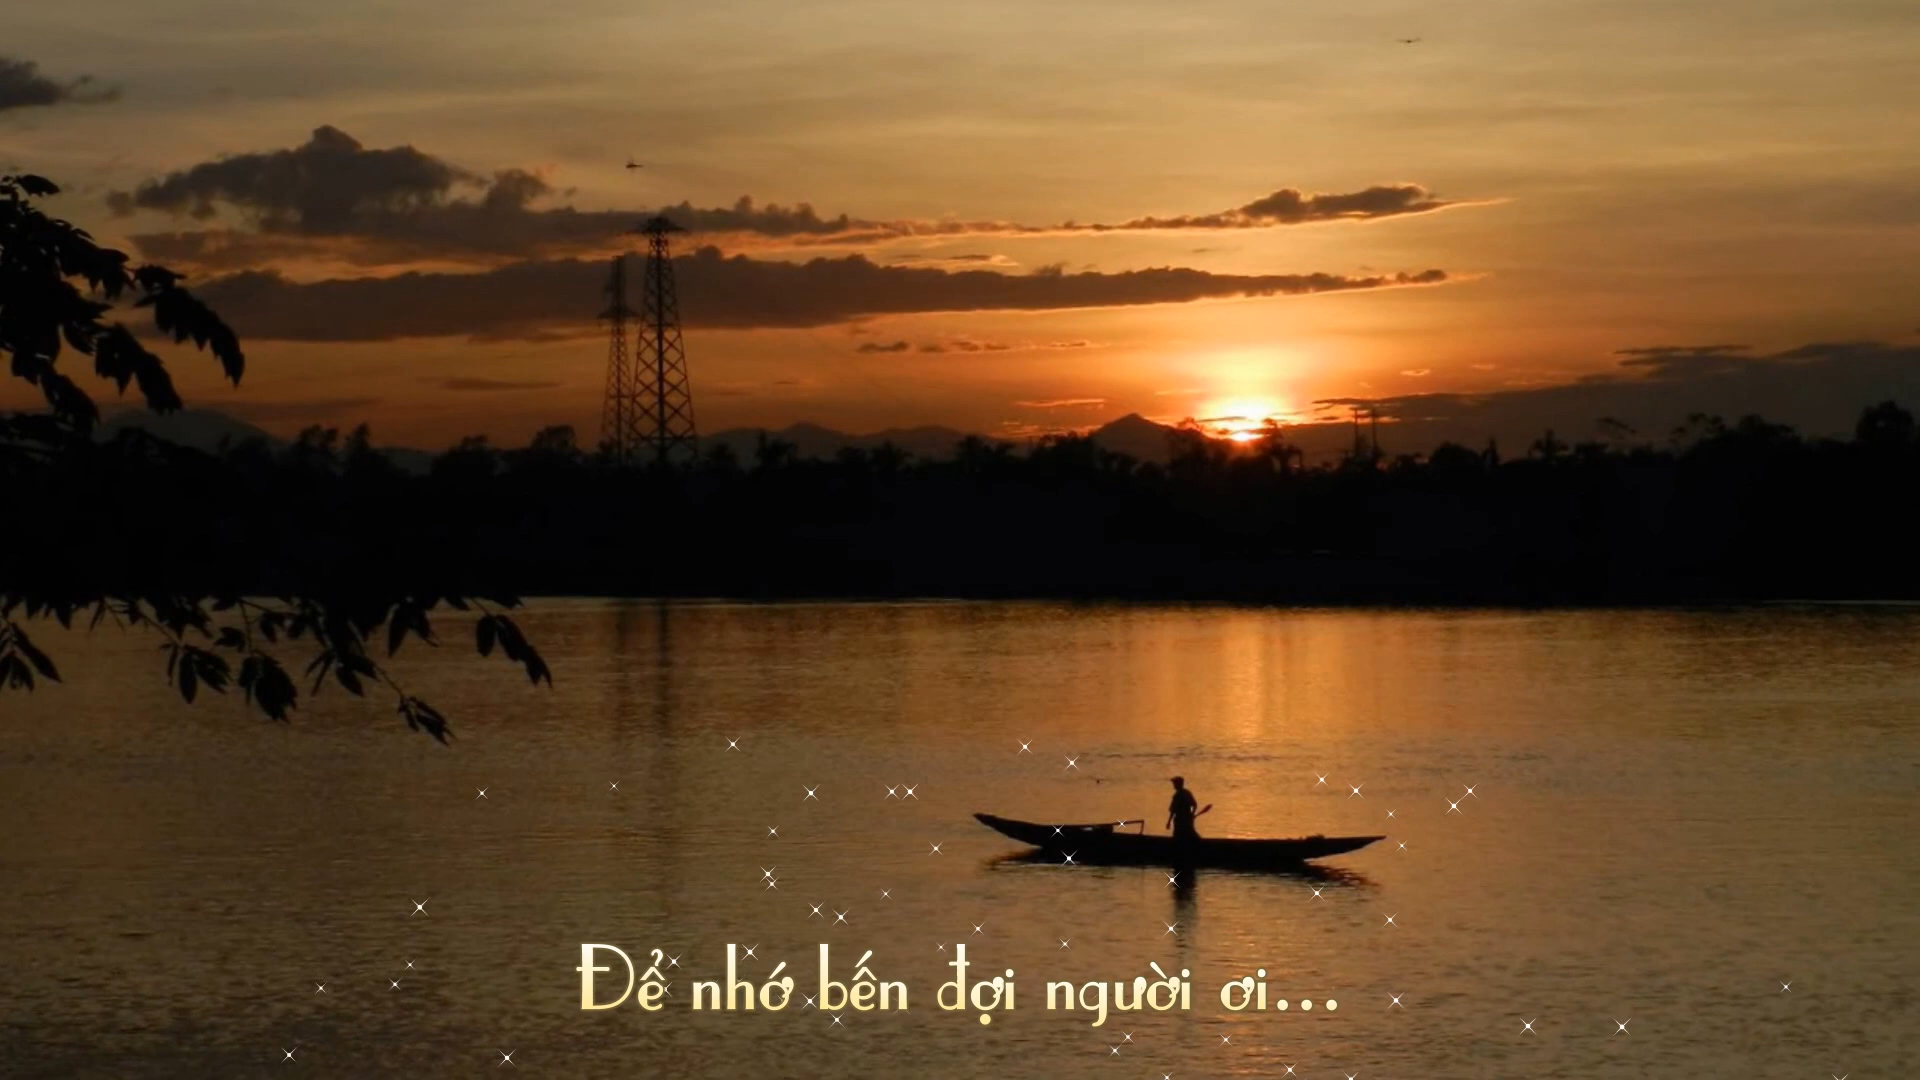 Để nhớ bến đợi người ơi...